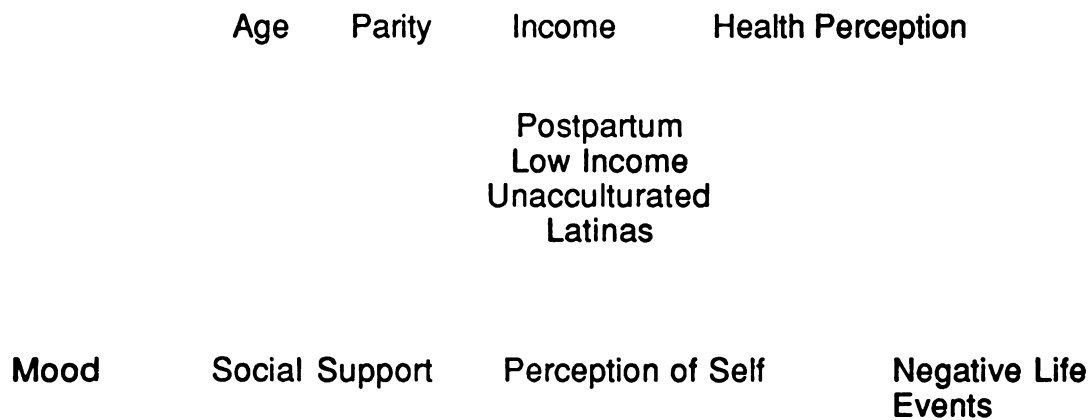 Age Parity Income Health Perception
Postpartum
Low Income
Unacculturated
Latinas
Mood Social Support Perception of Self Negative Life
Events